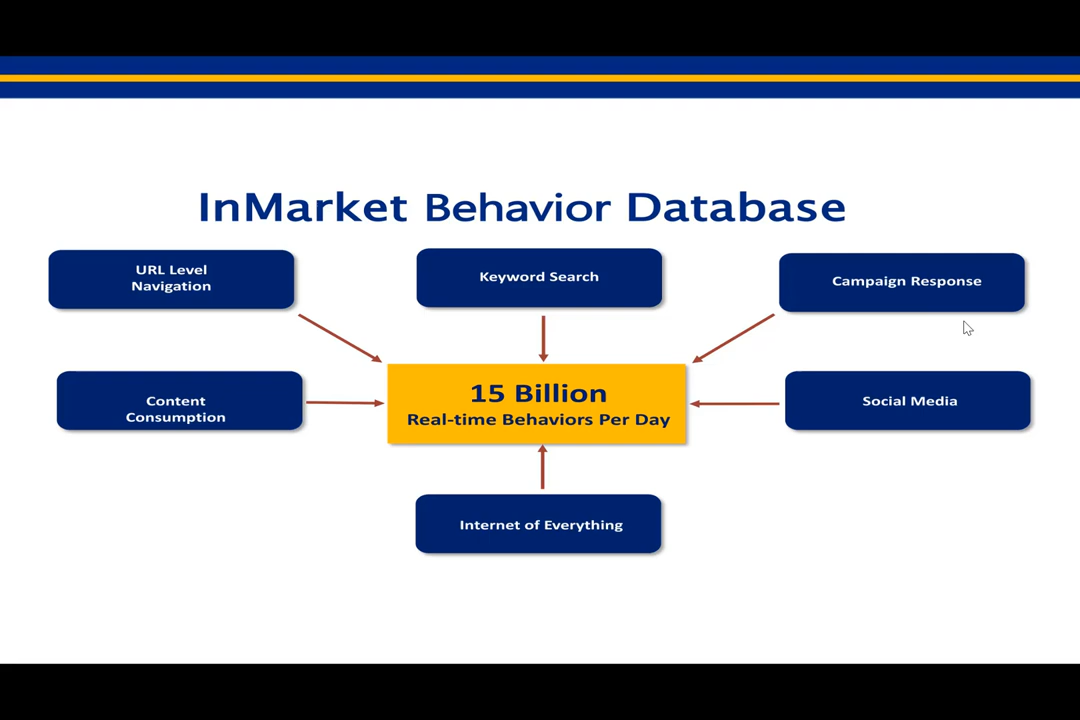 InMarket Behavior Database
URL Level
Navigation
Keyword Search
Campaign Response
15 Billion
Real-time Behaviors Per Day
Content
Consumption
Social Media
Internet of Everything